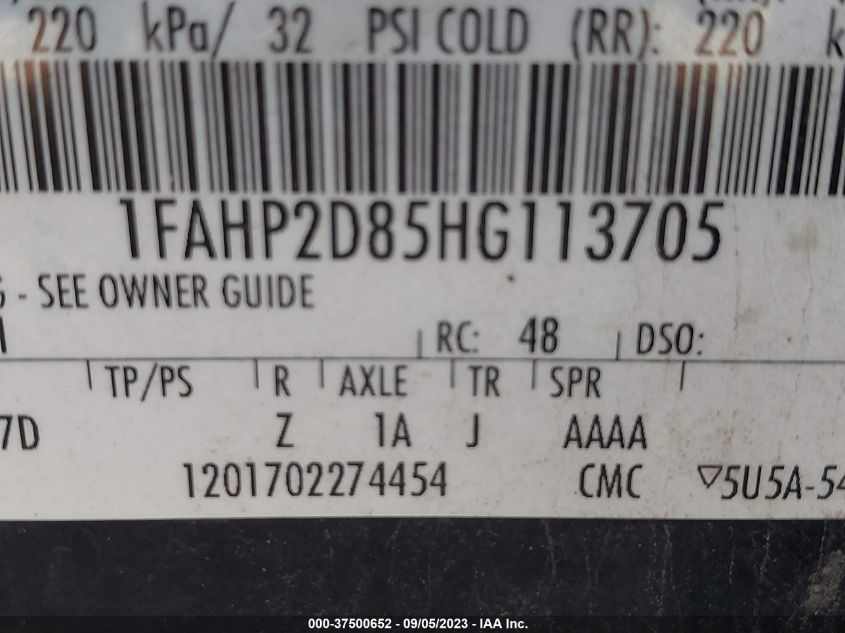 220 kPa/ 32 PSI COLD (RR): 220
1FAHP2D85HG113705
- SEE OWNER GUIDE
RC: 48 DSO:
TP/PS R AXLE TR SPR
7D Z 1A J AAAA
1201702274454 CMC ▽5U5A-54
000-37500652 - 09/05/2023 - IAA Inc.